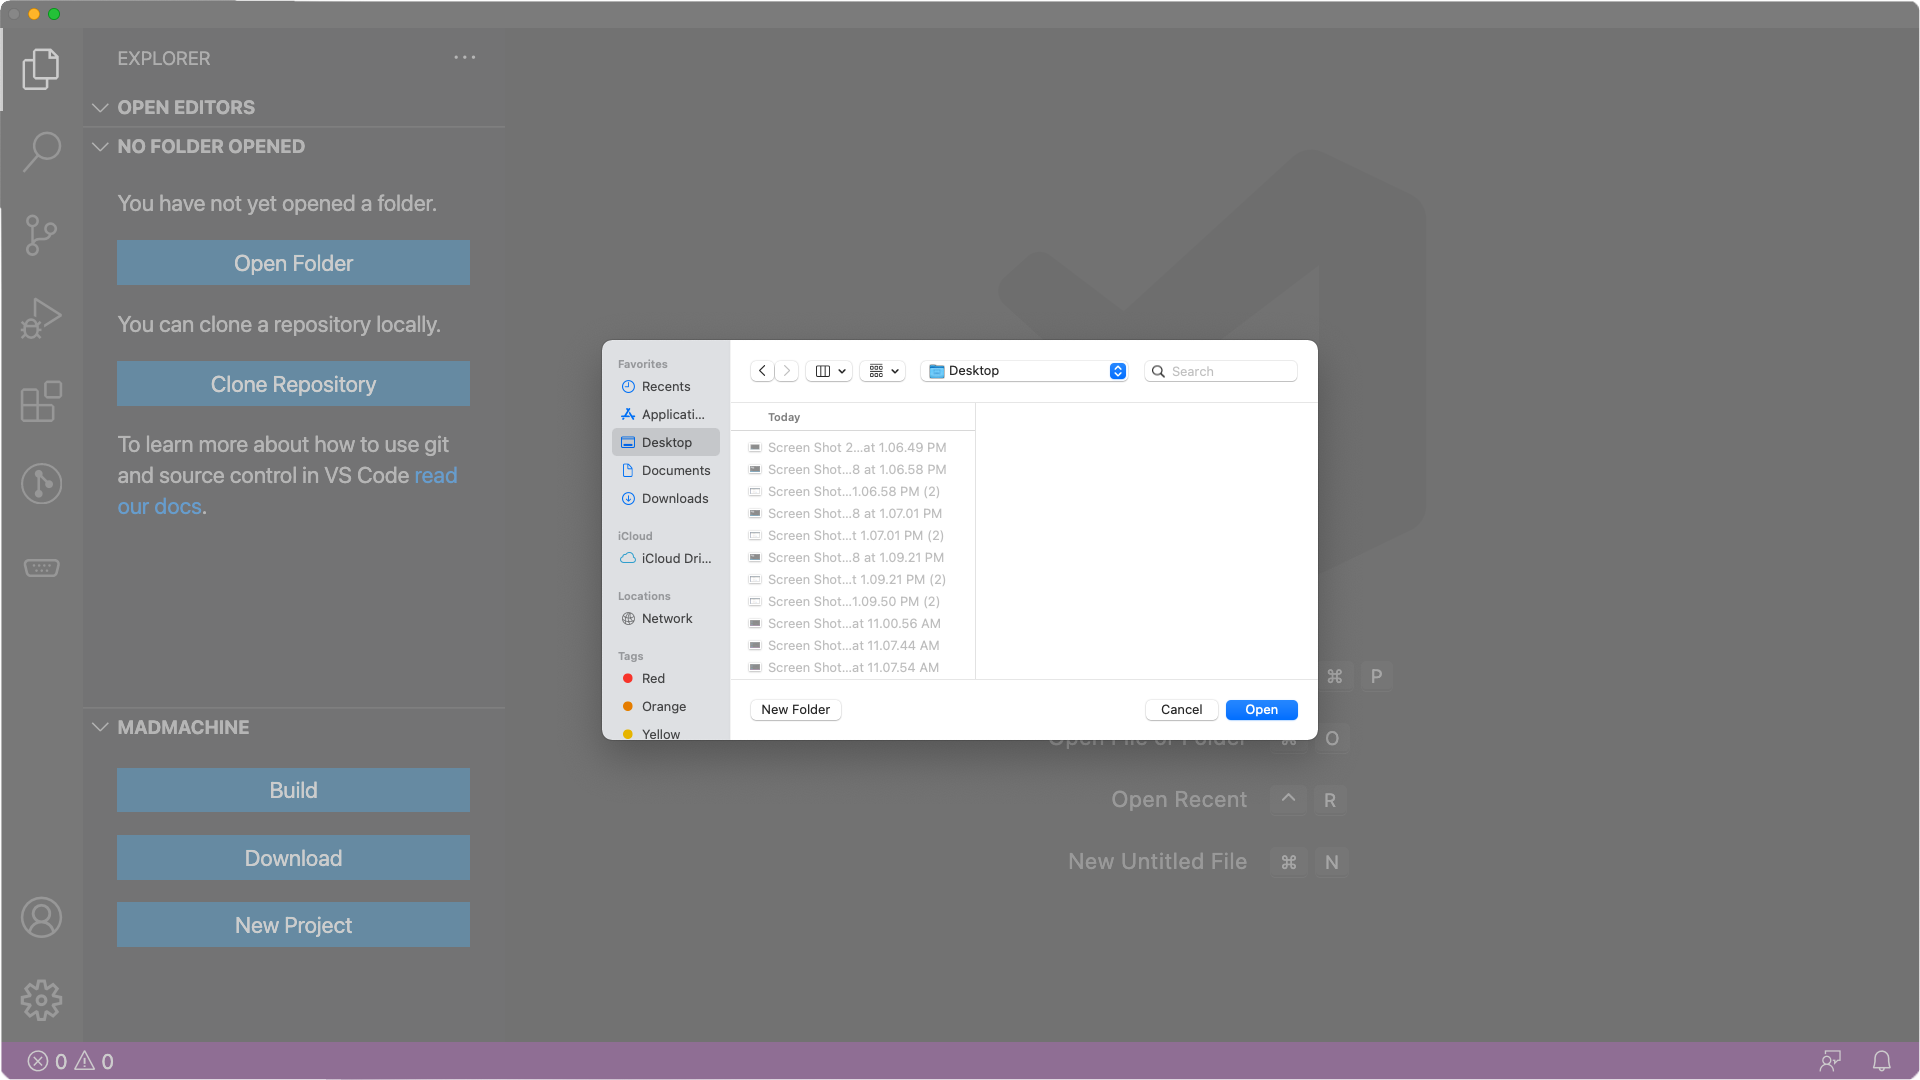 EXPLORER
OPEN EDITORS
NO FOLDER OPENED
You have not yet opened a folder.
Open Folder
You can clone a repository locally.
Clone Repository
To learn more about how to use git
and source control in VS Code read
our docs.
MADMACHINE
Build
Download
New Project
0 0
Favorites
Recents
Applicati...
Desktop
Documents
Downloads
iCloud
iCloud Dri...
Locations
Network
Tags
Red
Orange
Yellow
Desktop
Search
Today
Screen Shot 2...at 1.06.49 PM
Screen Shot...8 at 1.06.58 PM
Screen Shot...1.06.58 PM (2)
Screen Shot...8 at 1.07.01 PM
Screen Shot...t 1.07.01 PM (2)
Screen Shot...8 at 1.09.21 PM
Screen Shot...t 1.09.21 PM (2)
Screen Shot...1.09.50 PM (2)
Screen Shot...at 11.00.56 AM
Screen Shot...at 11.07.44 AM
Screen Shot...at 11.07.54 AM
New Folder
Cancel
Open
⌘ P
Open File or Folder ⌘ O
Open Recent ^ R
New Untitled File ⌘ N